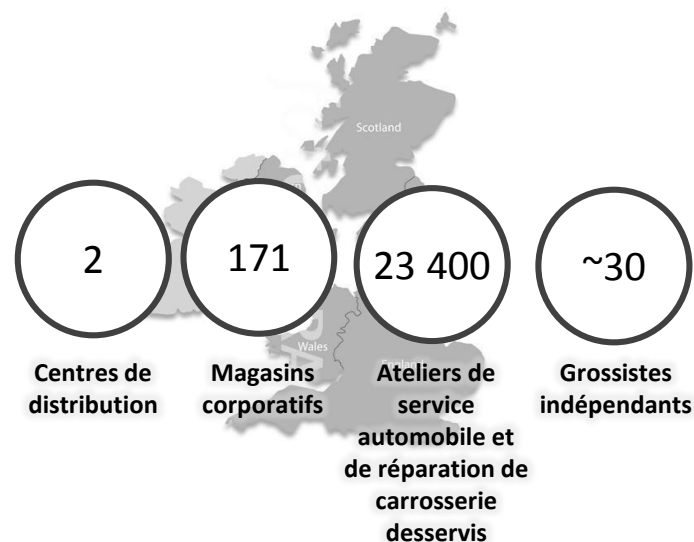 Scotland
2
171
23 400
~30
Wales
Centres de
distribution
Magasins
corporatifs
Ateliers de
service
automobile et
de réparation de
carrosserie
desservis
Grossistes
indépendants